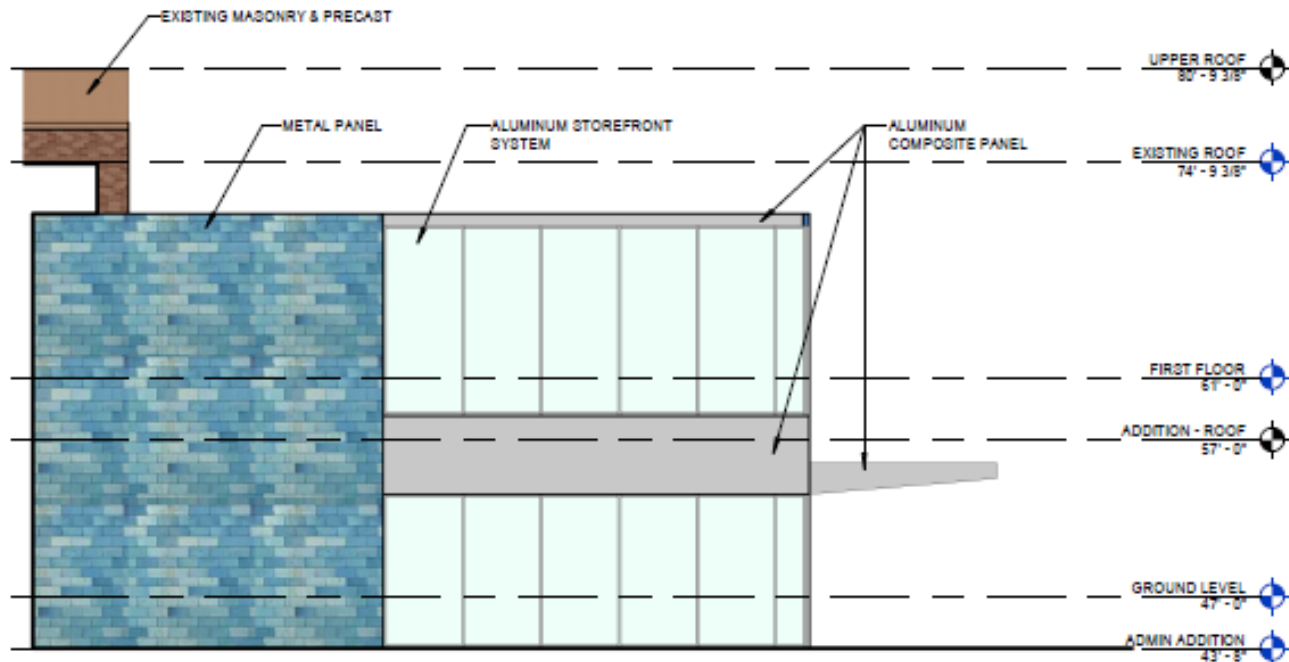 EXISTING MASONRY & PRECAST
UPPER ROOF
80' - 9 3/8"
METAL PANEL
ALUMINUM STOREFRONT
SYSTEM
ALUMINUM
COMPOSITE PANEL
EXISTING ROOF
74' - 9 3/8"
FIRST FLOOR
61' - 0"
ADDITION - ROOF
57' - 0"
GROUND LEVEL
47' - 0"
ADMIN ADDITION
43' - 8"